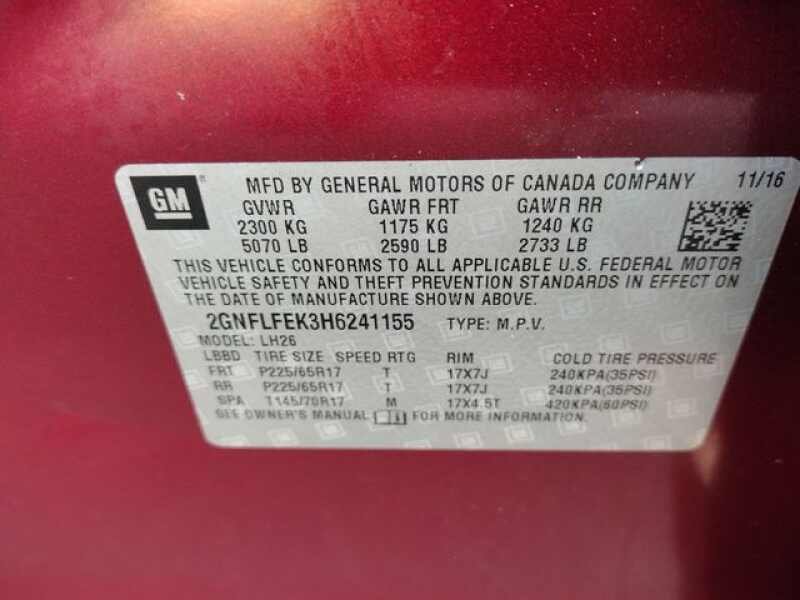 GM ® MFD BY GENERAL MOTORS OF CANADA COMPANY 11/16
GVWR GAWR FRT GAWR RR
2300 KG 1175 KG 1240 KG
5070 LB 2590 LB 2733 LB
THIS VEHICLE CONFORMS TO ALL APPLICABLE U.S. FEDERAL MOTOR
VEHICLE SAFETY AND THEFT PREVENTION STANDARDS IN EFFECT ON
THE DATE OF MANUFACTURE SHOWN ABOVE.
2GNFLFEK3H6241155 TYPE: M.P.V.
MODEL: LH26
LBBD TIRE SIZE SPEED RTG RIM COLD TIRE PRESSURE
FRT P225/65R17 T 17X7J 240KPA(35PSI)
RR P225/65R17 T 17X7J 240KPA(35PSI)
SPA T145/70R17 M 17X4.5T 420KPA(60PSI)
SEE OWNER'S MANUAL FOR MORE INFORMATION.